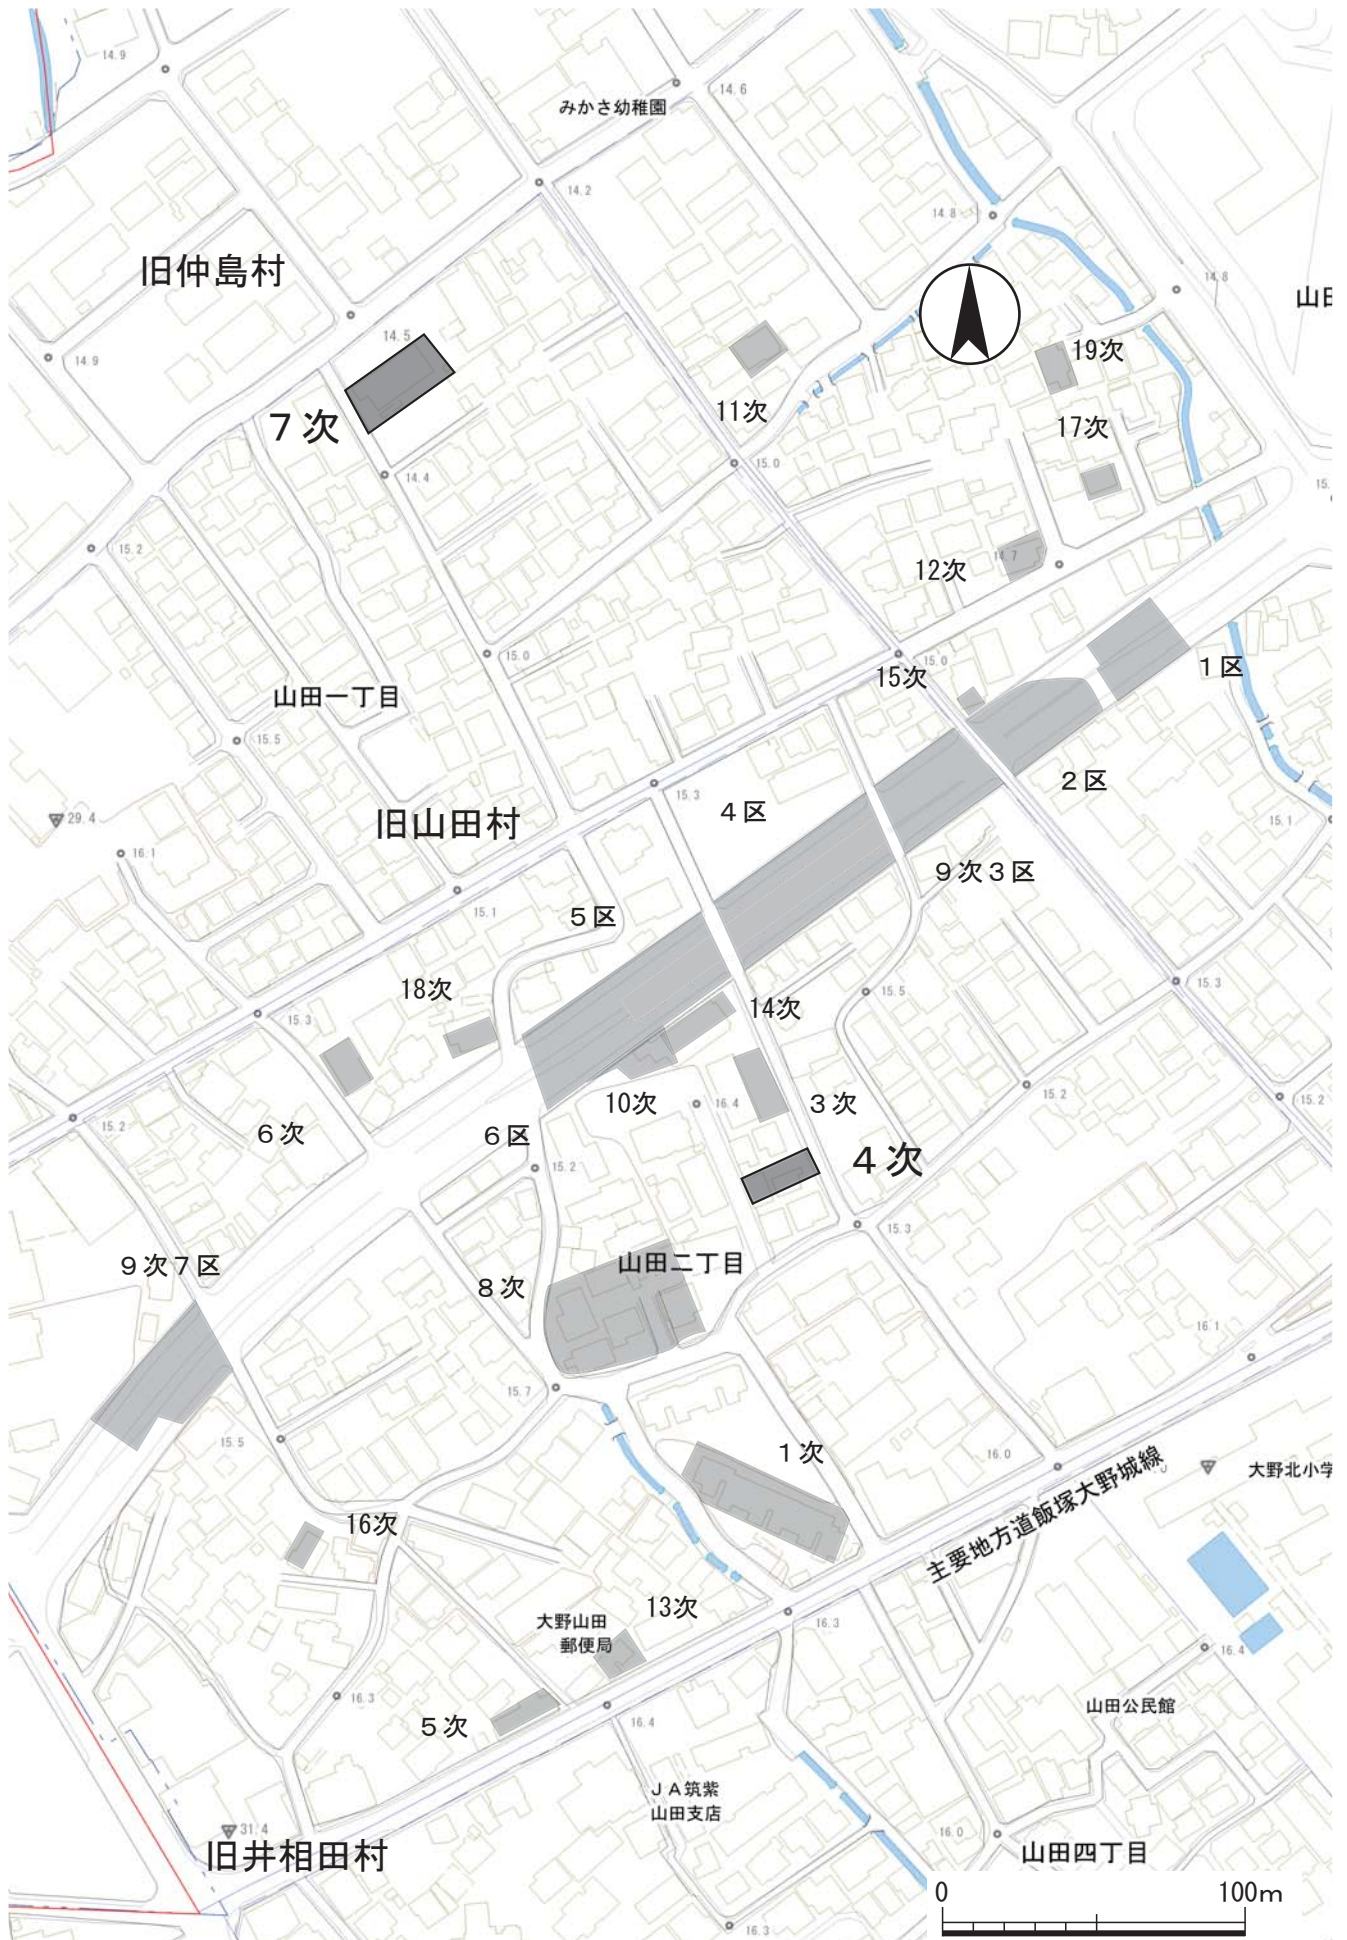 14.9
14.6
みかさ幼稚園
14.2
14.8
旧仲島村
14.8
山田
14.5
14.9
19次
7次
11次
17次
15.0
14.4
15.2
14.7
12次
15.0
15.0
15次
1区
山田一丁目
15.5
2区
15.3
4区
29.4
旧山田村
15.1
16.1
9次3区
15.1
5区
18次
15.3
15.5
14次
15.3
15.2
15.2
10次
16.4
3次
15.2
6次
6区
4次
15.2
15.3
9次7区
山田二丁目
8次
16.1
15.7
15.5
1次
16.0
大野北小学
主要地方道飯塚大野城線
16次
13次
大野山田
郵便局
16.3
16.4
16.3
山田公民館
5次
16.4
JA筑紫
山田支店
31.4
旧井相田村
16.0
山田四丁目
0
100m
16.3